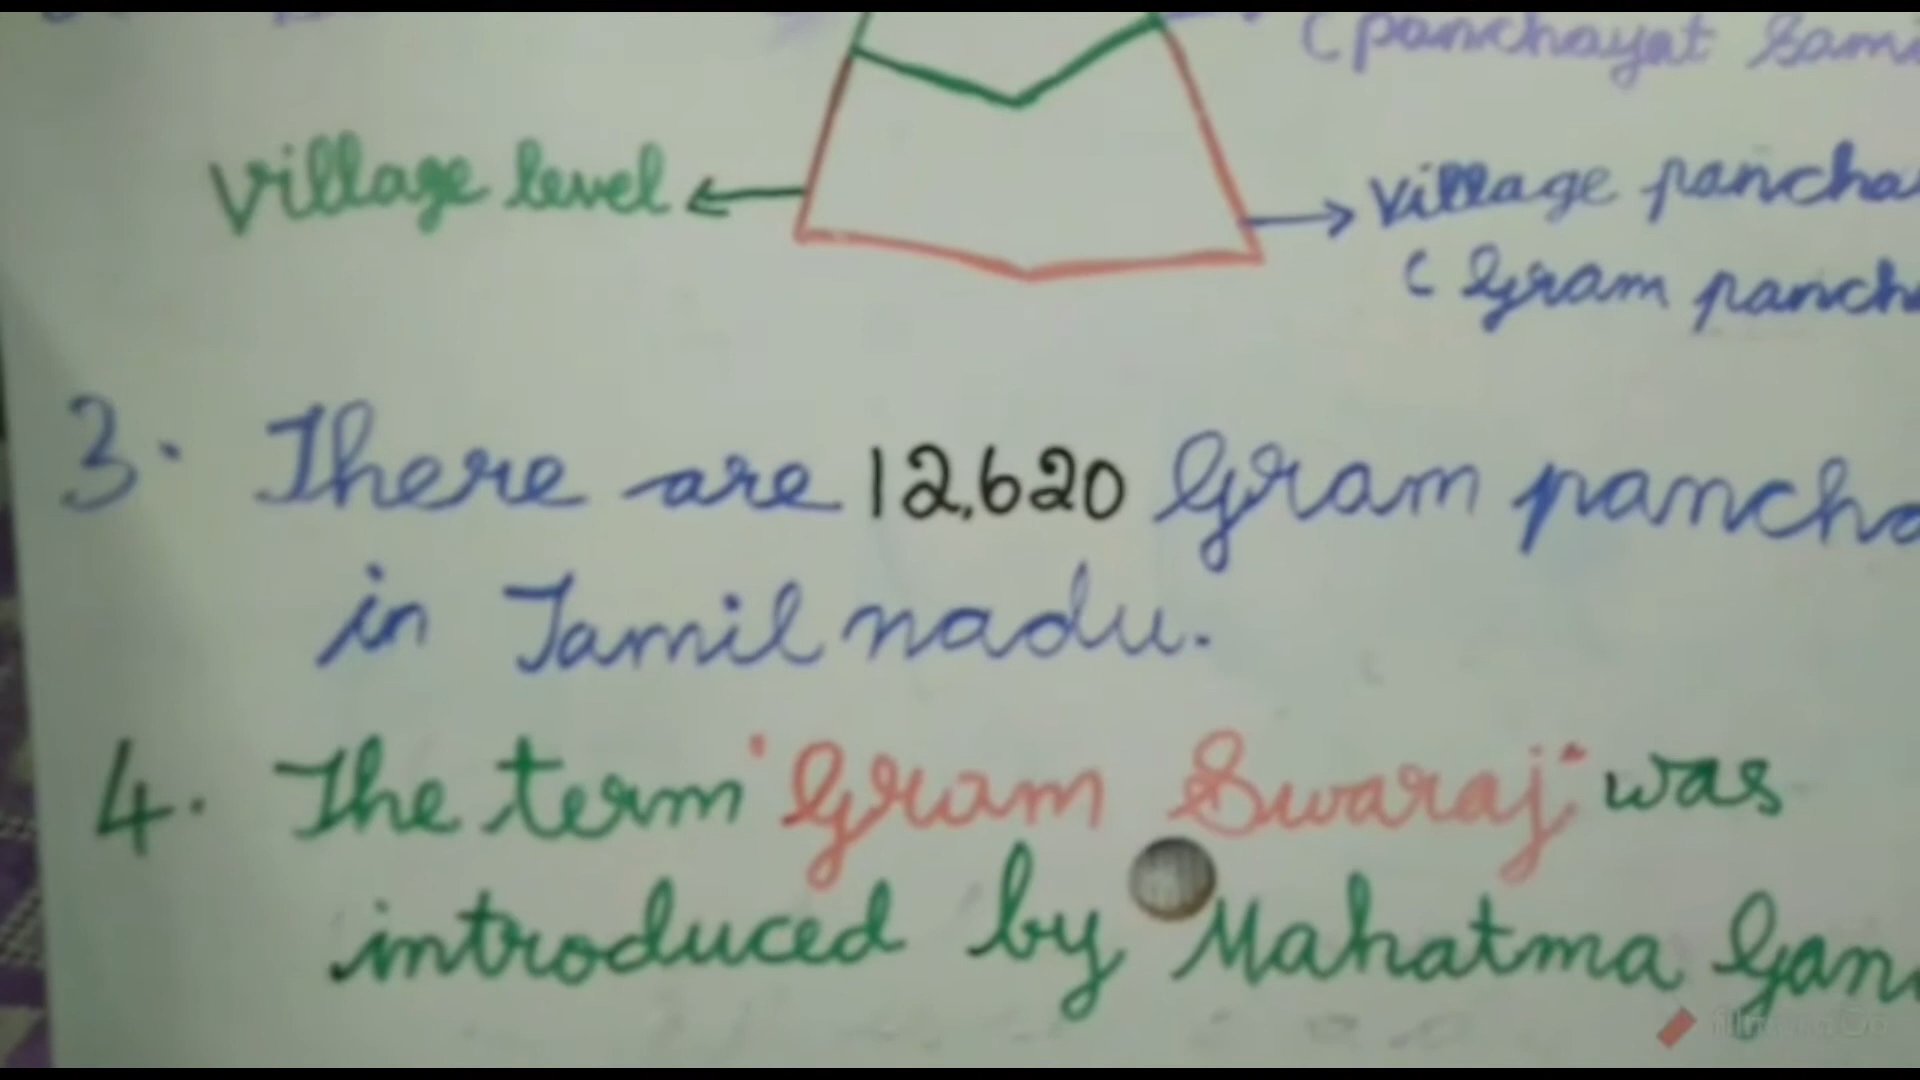 (panchayat Sami
Village level
Village pancha
( Gram pancha
3. There are 12,620 Gram pancha
in Tamil nadu.
4. The term "Gram Swaraj" was
introduced by Mahatma Gan